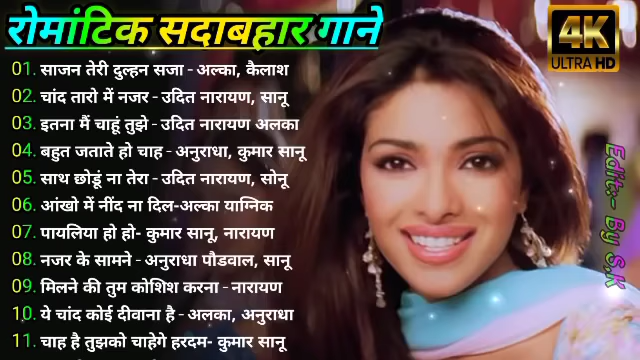 रोमांटिक सदाबहार गाने
4K
ULTRA HD
01. साजन तेरी दुल्हन सजा - अल्का, कैलाश
02. चांद तारो में नजर - उदित नारायण, सानू
03. इतना मैं चाहूं तुझे - उदित नारायण अलका
04. बहुत जताते हो चाह - अनुराधा, कुमार सानू
05. साथ छोडूं ना तेरा - उदित नारायण, सोनू
06. आंखो में नींद ना दिल-अल्का याग्निक
07. पायलिया हो हो- कुमार सानू, नारायण
08. नजर के सामने - अनुराधा पौडवाल, सानू
09. मिलने की तुम कोशिश करना - नारायण
10. ये चांद कोई दीवाना है - अलका, अनुराधा
11. चाह है तुझको चाहेगे हरदम- कुमार सानू
Edit:- By S.K